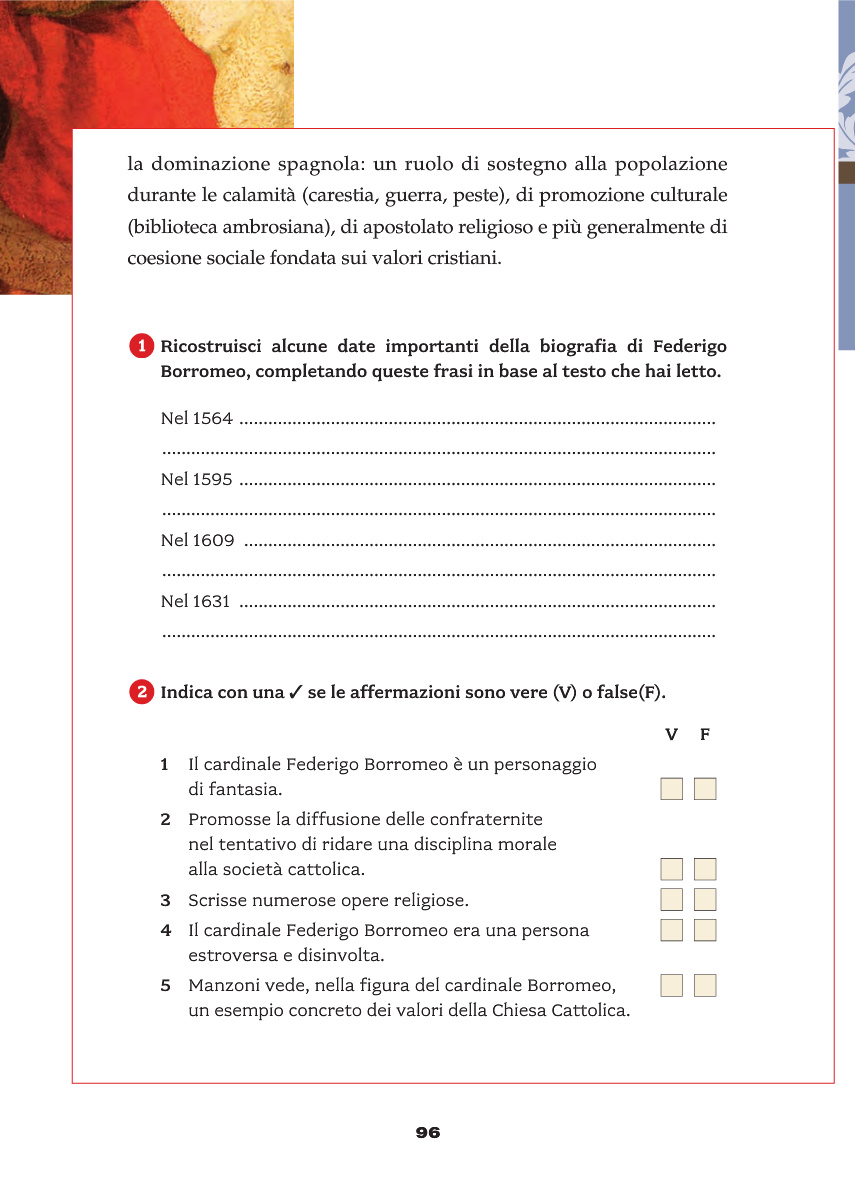 la dominazione spagnola: un ruolo di sostegno alla popolazione
durante le calamità (carestia, guerra, peste), di promozione culturale
(biblioteca ambrosiana), di apostolato religioso e più generalmente di
coesione sociale fondata sui valori cristiani.
1 Ricostruisci alcune date importanti della biografia di Federigo
Borromeo, completando queste frasi in base al testo che hai letto.
Nel 1564 ....................................................................................................
....................................................................................................................
Nel 1595 ....................................................................................................
....................................................................................................................
Nel 1609 ...................................................................................................
....................................................................................................................
Nel 1631 ....................................................................................................
....................................................................................................................
2 Indica con una ✓ se le affermazioni sono vere (V) o false(F).
V F
1 Il cardinale Federigo Borromeo è un personaggio
di fantasia.
2 Promosse la diffusione delle confraternite
nel tentativo di ridare una disciplina morale
alla società cattolica.
3 Scrisse numerose opere religiose.
4 Il cardinale Federigo Borromeo era una persona
estroversa e disinvolta.
5 Manzoni vede, nella figura del cardinale Borromeo,
un esempio concreto dei valori della Chiesa Cattolica.
96